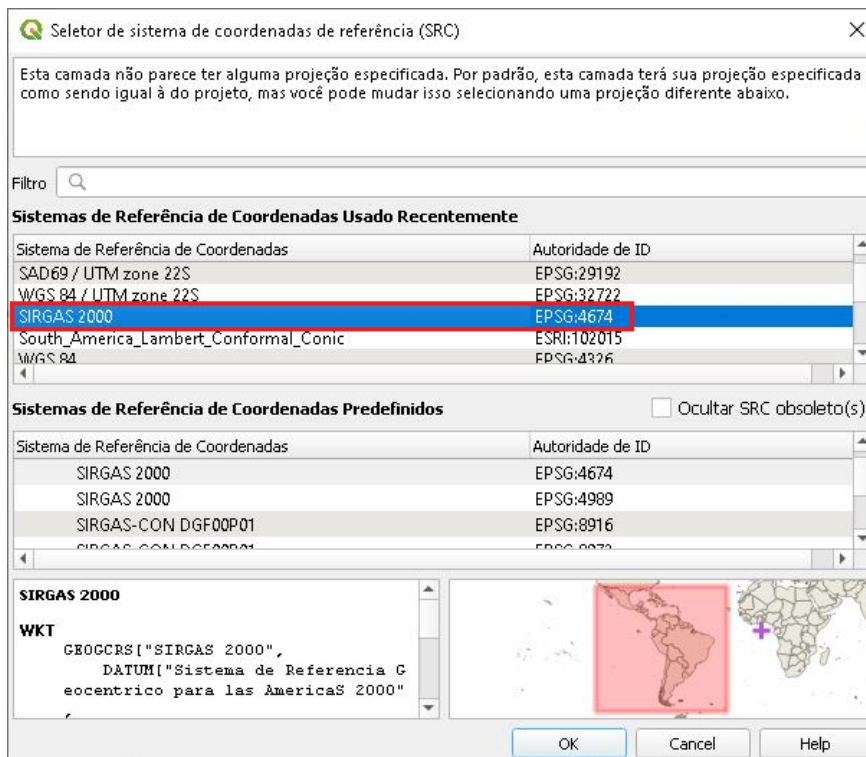 Seletor de sistema de coordenadas de referência (SRC)
Esta camada não parece ter alguma projeção especificada. Por padrão, esta camada terá sua projeção especificada
como sendo igual à do projeto, mas você pode mudar isso selecionando uma projeção diferente abaixo.
Filtro
Sistemas de Referência de Coordenadas Usado Recentemente
Sistema de Referência de Coordenadas Autoridade de ID
SAD69 / UTM zone 22S EPSG:29192
WGS 84 / UTM zone 22S EPSG:32722
SIRGAS 2000 EPSG:4674
South_America_Lambert_Conformal_Conic ESRI:102015
WGS 84 EPSG:4326
Sistemas de Referência de Coordenadas Predefinidos Ocultar SRC obsoleto(s)
Sistema de Referência de Coordenadas Autoridade de ID
SIRGAS 2000 EPSG:4674
SIRGAS 2000 EPSG:4989
SIRGAS-CON DGF00P01 EPSG:8916
SIRGAS 2000
WKT
GEOGCRS["SIRGAS 2000",
DATUM["Sistema de Referencia G
eocentrico para las AmericaS 2000"
,
OK Cancel Help